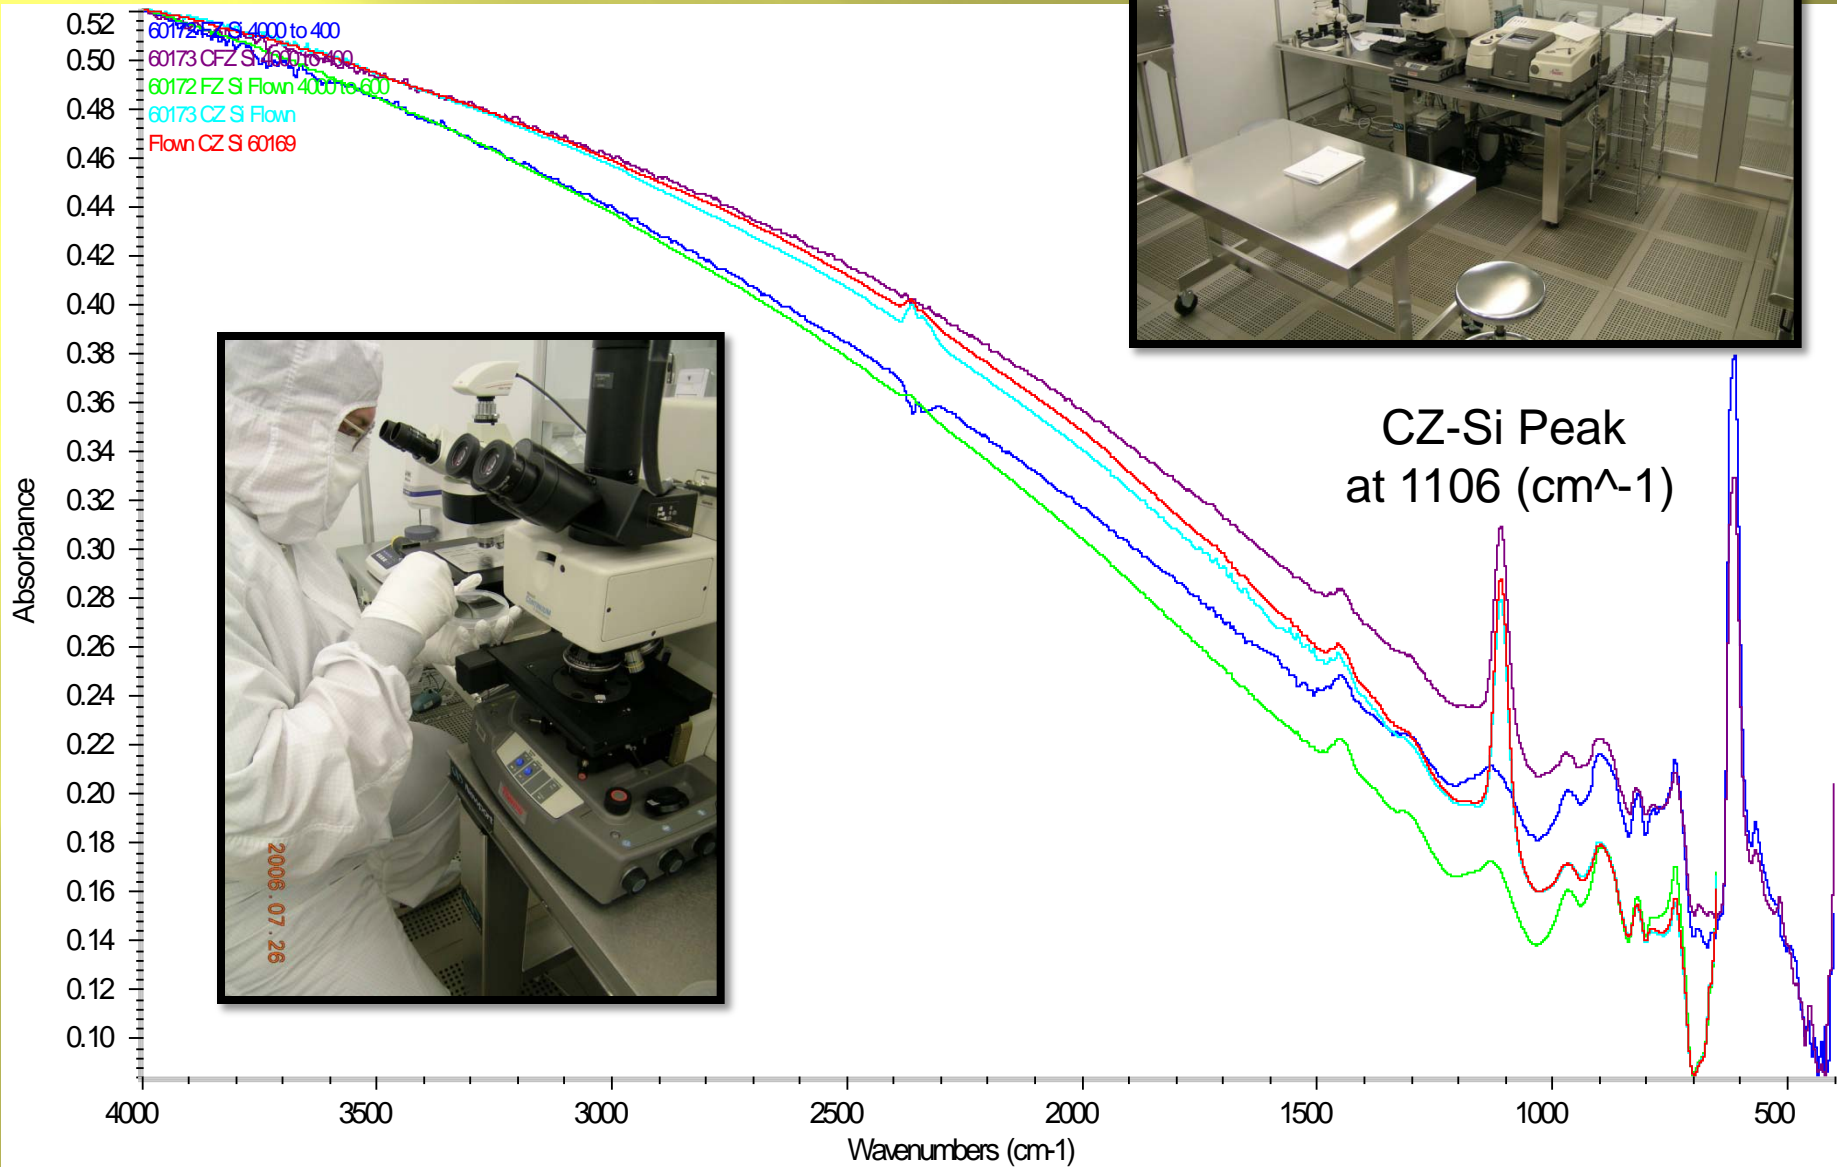 0.52
0.50
0.48
0.46
0.44
0.42
0.40
0.38
0.36
0.34
0.32
0.30
0.28
0.26
0.24
0.22
0.20
0.18
0.16
0.14
0.12
0.10
Absorbance
60172 FZ Si 4000 to 400
60173 CFZ Si 4000 to 400
60172 FZ Si Flown 4000 to 600
60173 CZ Si Flown
Flown CZ Si 60169
CZ-Si Peak
at 1106 (cm^-1)
2006.07.26
4000 3500 3000 2500 2000 1500 1000 500
Wavenumbers (cm-1)